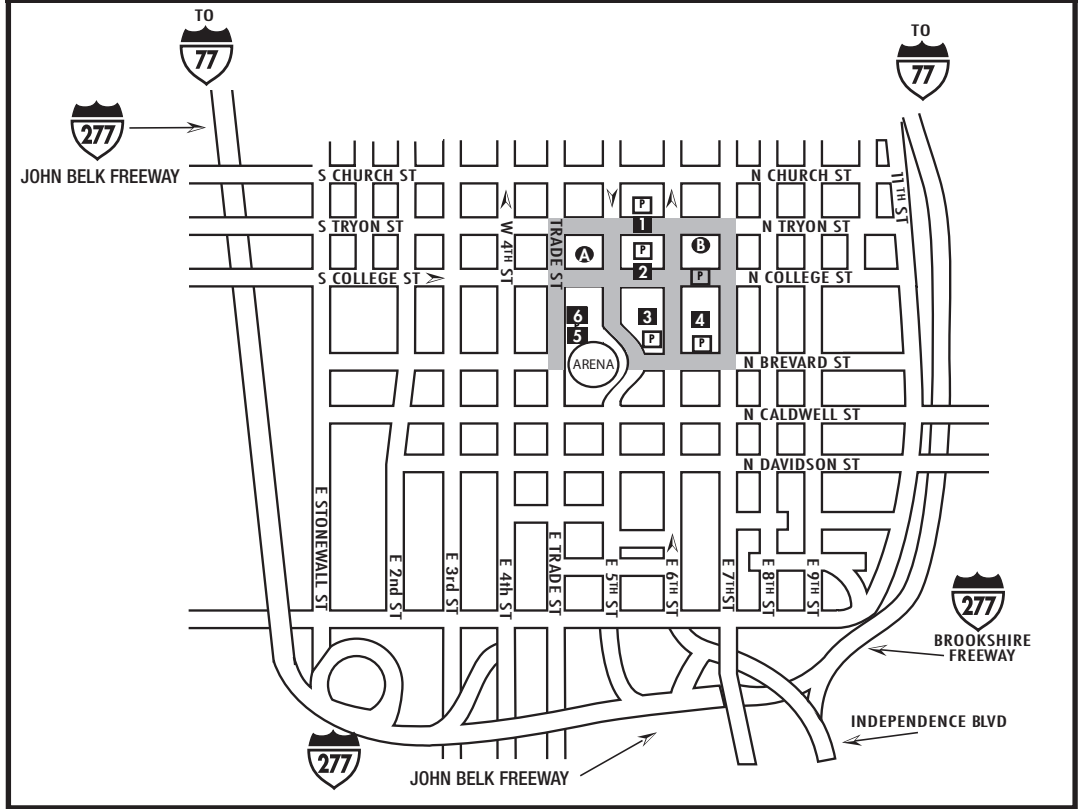 TO
77
TO
77
277
JOHN BELK FREEWAY
S CHURCH ST
N CHURCH ST
11TH ST
P
1
S TRYON ST
N TRYON ST
W 4TH ST
TRADE ST
A
P
B
2
S COLLEGE ST
P
N COLLEGE ST
6
5
3
4
P
P
ARENA
N BREVARD ST
N CALDWELL ST
N DAVIDSON ST
E STONEWALL ST
E 2nd ST
E 3rd ST
E 4th ST
E TRADE ST
E 5TH ST
E 6TH ST
E 7TH ST
E 8TH ST
E 9TH ST
277
BROOKSHIRE
FREEWAY
INDEPENDENCE BLVD
277
JOHN BELK FREEWAY